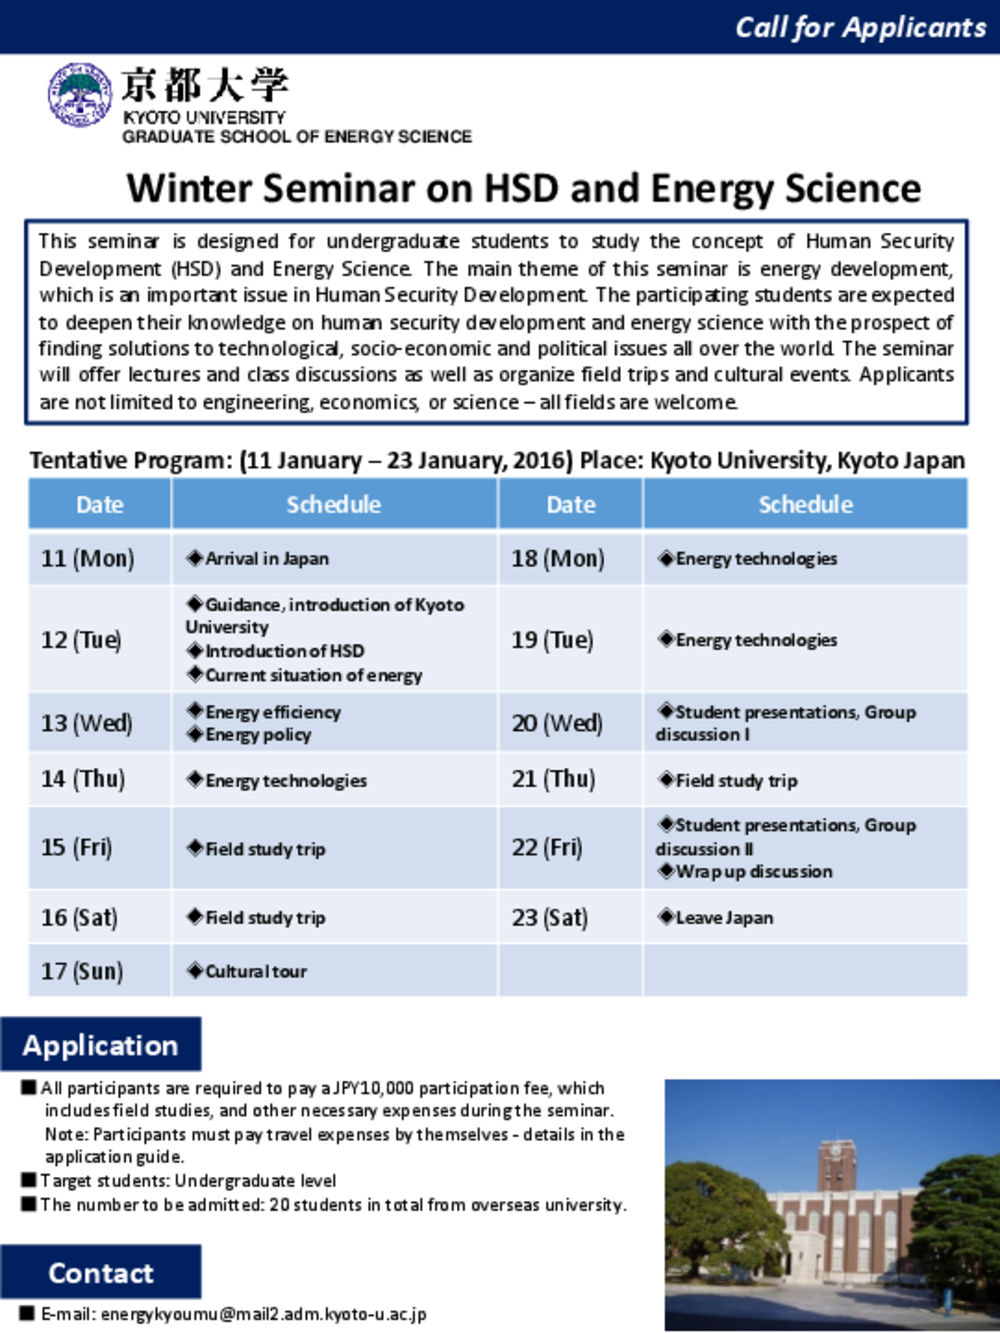 Call for Applicants
京都大学
KYOTO UNIVERSITY
GRADUATE SCHOOL OF ENERGY SCIENCE
Winter Seminar on HSD and Energy Science
This seminar is designed for undergraduate students to study the concept of Human Security
Development (HSD) and Energy Science. The main theme of this seminar is energy development,
which is an important issue in Human Security Development. The participating students are expected
to deepen their knowledge on human security development and energy science with the prospect of
finding solutions to technological, socio-economic and political issues all over the world. The seminar
will offer lectures and class discussions as well as organize field trips and cultural events. Applicants
are not limited to engineering, economics, or science – all fields are welcome.
Tentative Program: (11 January – 23 January, 2016) Place: Kyoto University, Kyoto Japan
Date Schedule Date Schedule
11 (Mon) ◆Arrival in Japan 18 (Mon) ◆Energy technologies
12 (Tue) ◆Guidance, introduction of Kyoto
University
◆Introduction of HSD
◆Current situation of energy
19 (Tue) ◆Energy technologies
13 (Wed) ◆Energy efficiency
◆Energy policy
20 (Wed) ◆Student presentations, Group
discussion I
14 (Thu) ◆Energy technologies 21 (Thu) ◆Field study trip
15 (Fri) ◆Field study trip 22 (Fri) ◆Student presentations, Group
discussion II
◆Wrap up discussion
16 (Sat) ◆Field study trip 23 (Sat) ◆Leave Japan
17 (Sun) ◆Cultural tour
Application
■ All participants are required to pay a JPY10,000 participation fee, which
includes field studies, and other necessary expenses during the seminar.
Note: Participants must pay travel expenses by themselves - details in the
application guide.
■ Target students: Undergraduate level
■ The number to be admitted: 20 students in total from overseas university.
Contact
■ E-mail: energykyoumu@mail2.adm.kyoto-u.ac.jp